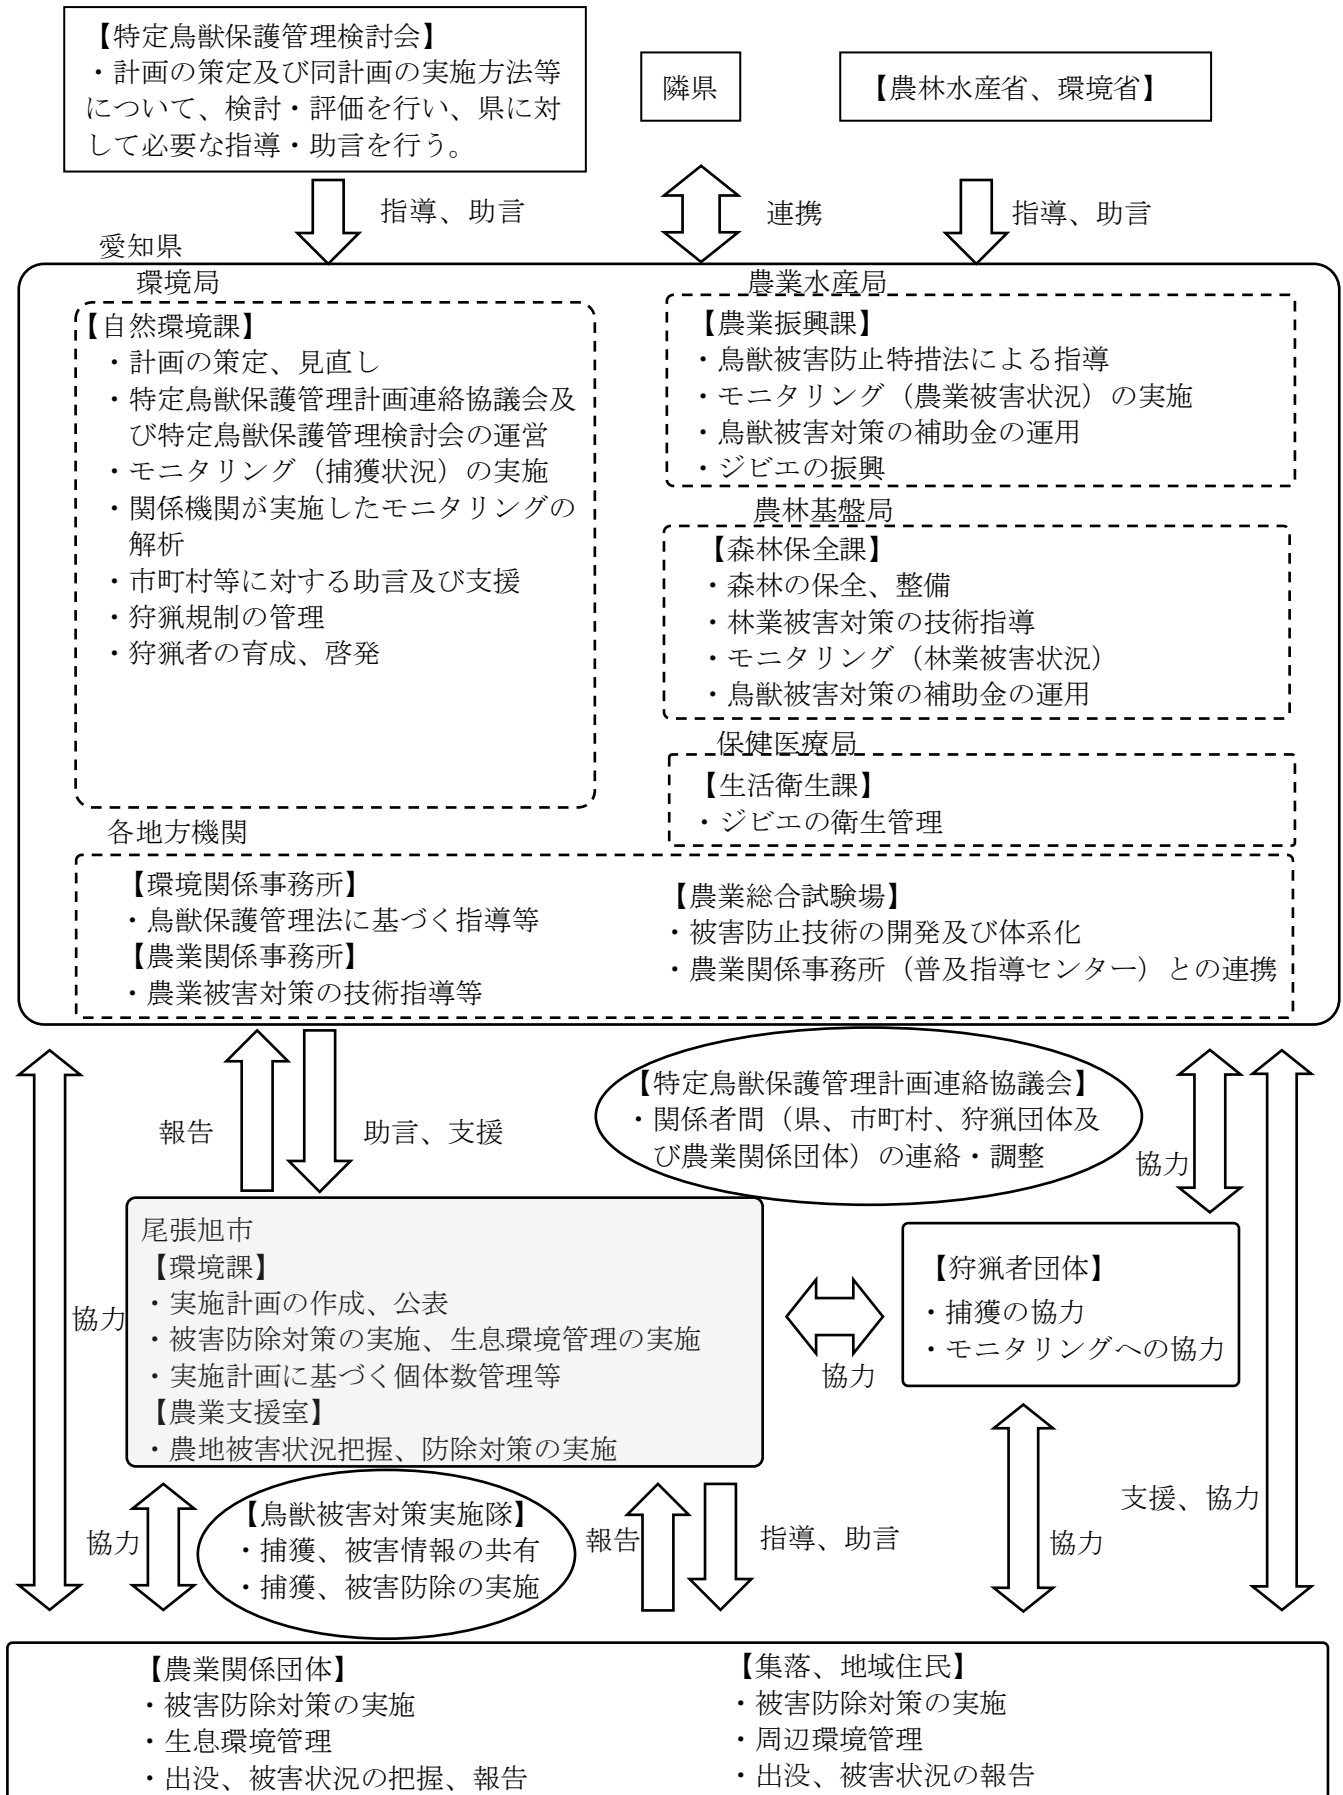 【特定鳥獣保護管理検討会】
・計画の策定及び同計画の実施方法等
について、検討・評価を行い、県に対
して必要な指導・助言を行う。
隣県
【農林水産省、環境省】
指導、助言
連携
指導、助言
愛知県
環境局
【自然環境課】
・計画の策定、見直し
・特定鳥獣保護管理計画連絡協議会及
び特定鳥獣保護管理検討会の運営
・モニタリング（捕獲状況）の実施
・関係機関が実施したモニタリングの
解析
・市町村等に対する助言及び支援
・狩猟規制の管理
・狩猟者の育成、啓発
農業水産局
【農業振興課】
・鳥獣被害防止特措法による指導
・モニタリング（農業被害状況）の実施
・鳥獣被害対策の補助金の運用
・ジビエの振興
農林基盤局
【森林保全課】
・森林の保全、整備
・林業被害対策の技術指導
・モニタリング（林業被害状況）
・鳥獣被害対策の補助金の運用
保健医療局
【生活衛生課】
・ジビエの衛生管理
各地方機関
【環境関係事務所】
・鳥獣保護管理法に基づく指導等
【農業関係事務所】
・農業被害対策の技術指導等
【農業総合試験場】
・被害防止技術の開発及び体系化
・農業関係事務所（普及指導センター）との連携
報告
助言、支援
【特定鳥獣保護管理計画連絡協議会】
・関係者間（県、市町村、狩猟団体及
び農業関係団体）の連絡・調整
協力
協力
尾張旭市
【環境課】
・実施計画の作成、公表
・被害防除対策の実施、生息環境管理の実施
・実施計画に基づく個体数管理等
【農業支援室】
・農地被害状況把握、防除対策の実施
協力
【狩猟者団体】
・捕獲の協力
・モニタリングへの協力
協力
【鳥獣被害対策実施隊】
・捕獲、被害情報の共有
・捕獲、被害防除の実施
報告
指導、助言
協力
支援、協力
【農業関係団体】
・被害防除対策の実施
・生息環境管理
・出没、被害状況の把握、報告
【集落、地域住民】
・被害防除対策の実施
・周辺環境管理
・出没、被害状況の報告